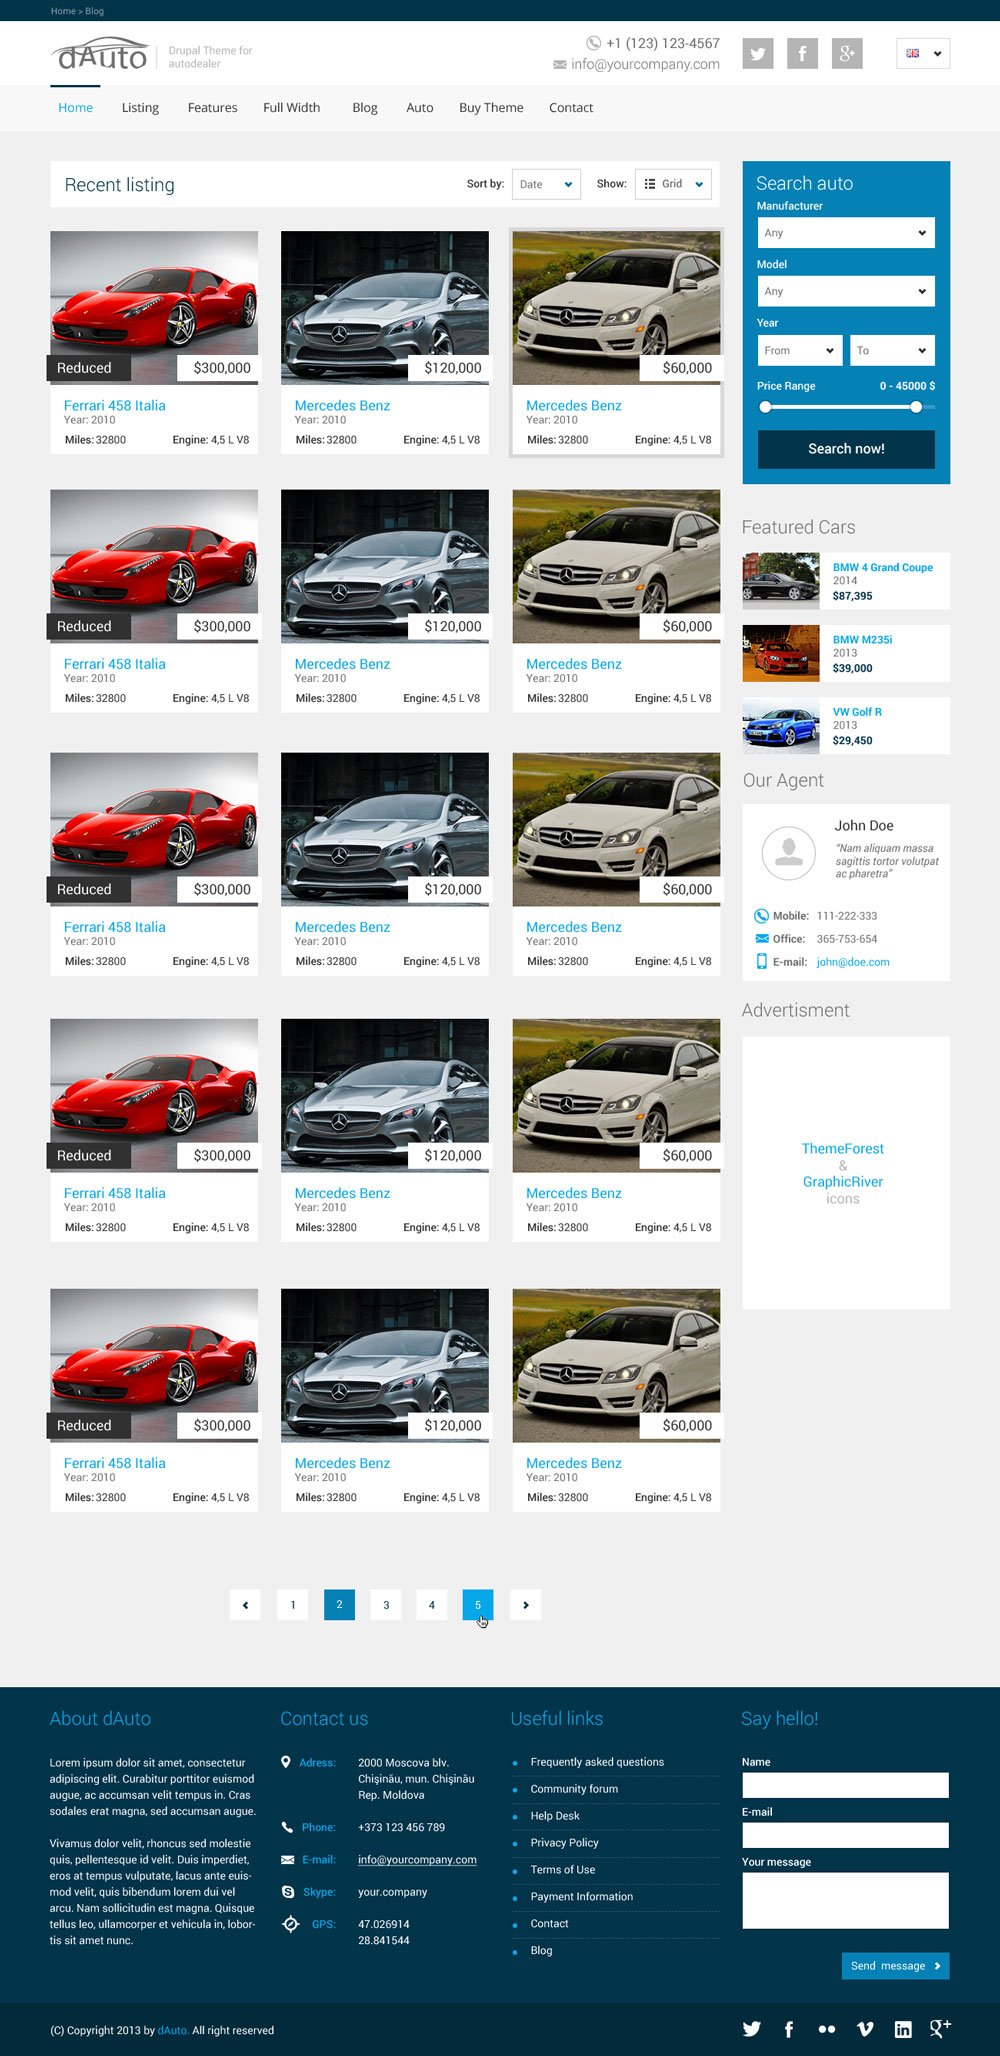 Home > Blog
dAuto
Drupal Theme for
autodealer
+1 (123) 123-4567
info@yourcompany.com
Home Listing Features Full Width Blog Auto Buy Theme Contact
Recent listing
Sort by: Date Show: Grid
Reduced $300,000 $120,000 $60,000
Ferrari 458 Italia Mercedes Benz Mercedes Benz
Year: 2010 Year: 2010 Year: 2010
Miles: 32800 Engine: 4,5 L V8 Miles: 32800 Engine: 4,5 L V8 Miles: 32800 Engine: 4,5 L V8
Reduced $300,000 $120,000 $60,000
Ferrari 458 Italia Mercedes Benz Mercedes Benz
Year: 2010 Year: 2010 Year: 2010
Miles: 32800 Engine: 4,5 L V8 Miles: 32800 Engine: 4,5 L V8 Miles: 32800 Engine: 4,5 L V8
Reduced $300,000 $120,000 $60,000
Ferrari 458 Italia Mercedes Benz Mercedes Benz
Year: 2010 Year: 2010 Year: 2010
Miles: 32800 Engine: 4,5 L V8 Miles: 32800 Engine: 4,5 L V8 Miles: 32800 Engine: 4,5 L V8
Reduced $300,000 $120,000 $60,000
Ferrari 458 Italia Mercedes Benz Mercedes Benz
Year: 2010 Year: 2010 Year: 2010
Miles: 32800 Engine: 4,5 L V8 Miles: 32800 Engine: 4,5 L V8 Miles: 32800 Engine: 4,5 L V8
Reduced $300,000 $120,000 $60,000
Ferrari 458 Italia Mercedes Benz Mercedes Benz
Year: 2010 Year: 2010 Year: 2010
Miles: 32800 Engine: 4,5 L V8 Miles: 32800 Engine: 4,5 L V8 Miles: 32800 Engine: 4,5 L V8
1 2 3 4 5
Search auto
Manufacturer
Any
Model
Any
Year
From To
Price Range 0 - 45000 $
Search now!
Featured Cars
BMW 4 Grand Coupe
2014
$87,395
BMW M235i
2013
$39,000
VW Golf R
2013
$29,450
Our Agent
John Doe
“Nam aliquam massa
sagittis tortor volutpat
ac pharetra”
Mobile: 111-222-333
Office: 365-753-654
E-mail: john@doe.com
Advertisment
ThemeForest
&
GraphicRiver
icons
About dAuto
Lorem ipsum dolor sit amet, consectetur
adipiscing elit. Curabitur porttitor euismod
augue, ac accumsan velit tempus in. Cras
sodales erat magna, sed accumsan augue.
Vivamus dolor velit, rhoncus sed molestie
quis, pellentesque id velit. Duis imperdiet,
eros at tempus vulputate, lacus ante euis-
mod velit, quis bibendum lorem dui vel
arcu. Nam sollicitudin est magna. Quisque
tellus leo, ullamcorper et vehicula in, lobor-
tis sit amet nunc.
Contact us
Adress: 2000 Moscova blv.
Chişinău, mun. Chişinău
Rep. Moldova
Phone: +373 123 456 789
E-mail: info@yourcompany.com
Skype: your.company
GPS: 47.026914
28.841544
Useful links
Frequently asked questions
Community forum
Help Desk
Privacy Policy
Terms of Use
Payment Information
Contact
Blog
Say hello!
Name
E-mail
Your message
Send message
(C) Copyright 2013 by dAuto. All right reserved